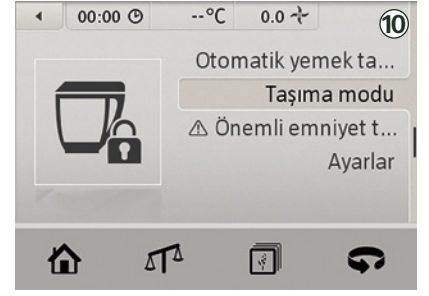 00:00 --°C 0.0
10
Otomatik yemek ta...
Taşıma modu
Önemli emniyet t...
Ayarlar